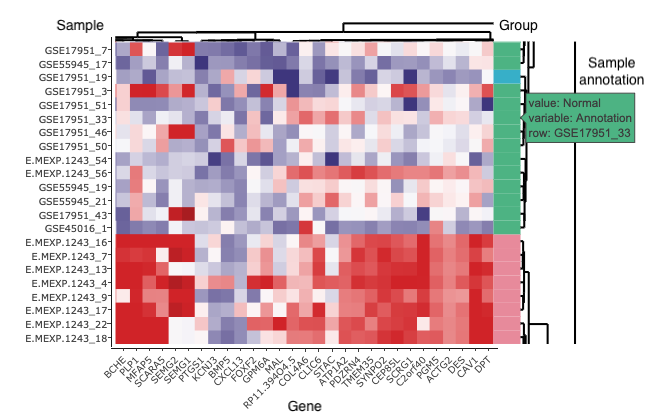 Sample
Group
GSE17951_7
GSE55945_17
GSE17951_19
GSE17951_3
GSE17951_51
GSE17951_33
GSE17951_46
GSE17951_50
E.MEXP.1243_54
E.MEXP.1243_56
GSE55945_19
GSE55945_21
GSE17951_43
GSE45016_1
E.MEXP.1243_16
E.MEXP.1243_7
E.MEXP.1243_13
E.MEXP.1243_4
E.MEXP.1243_9
E.MEXP.1243_17
E.MEXP.1243_22
E.MEXP.1243_18
Sample
annotation
value: Normal
variable: Annotation
row: GSE17951_33
BCHE
PLP1
MFAP5
SCARA5
SEMG2
SEMG1
PTGS1
KCNJ3
BMP5
CXCL13
FOXF2
GPM6A
MAL
RP11.394O4.5
COL4A6
CLIC6
STAC
ATP1A2
PDZRN4
TMEM35
SYNPO2
CEP85L
SCRG1
C2orf40
PGM5
ACTG2
DES
CAV1
DPT
Gene